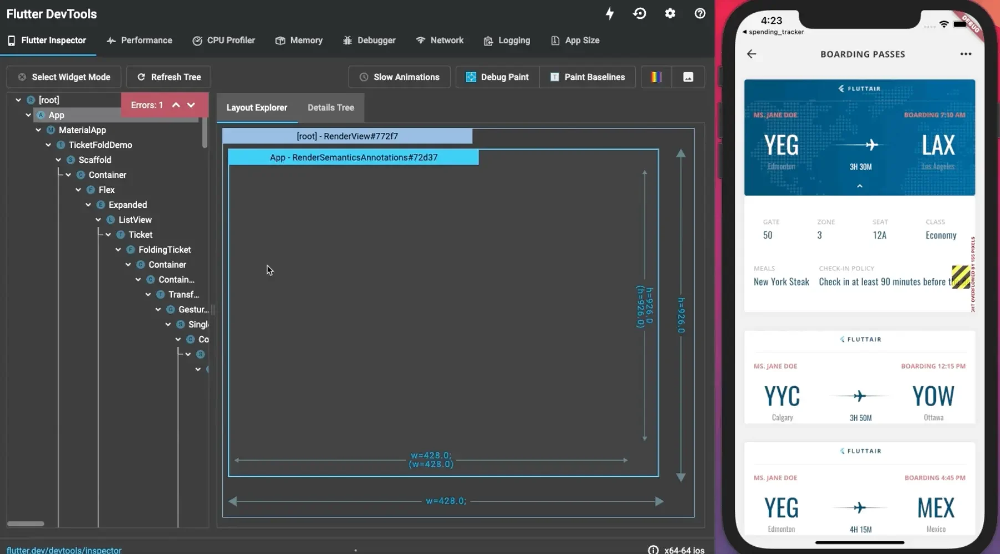 Flutter DevTools
Flutter Inspector Performance CPU Profiler Memory Debugger Network Logging App Size
Select Widget Mode Refresh Tree Slow Animations Debug Paint Paint Baselines
Errors: 1
[root]
App
MaterialApp
TicketFoldDemo
Scaffold
Container
Flex
Expanded
ListView
Ticket
FoldingTicket
Container
Contain...
Transf...
Gestur...
Singl
Co
Layout Explorer Details Tree
[root] - RenderView#772f7
App - RenderSemanticsAnnotations#72d37
h=926.0
(h=926.0)
h=926.0
w=428.0;
(w=428.0)
w=428.0;
flutter.dev/devtools/inspector
x64-64 ios
4:23
DEBUG
spending_tracker
BOARDING PASSES
FLUTTAIR
MS. JANE DOE BOARDING 7:10 AM
YEG LAX
Edmonton 3H 30M Los Angeles
GATE ZONE SEAT CLASS
50 3 12A Economy
MEALS CHECK-IN POLICY
New York Steak Check in at least 90 minutes before
GHT OVERFLOWED BY 155 PIXELS
FLUTTAIR
MS. JANE DOE BOARDING 12:15 PM
YYC YOW
Calgary 3H 50M Ottawa
FLUTTAIR
MS. JANE DOE BOARDING 4:45 PM
YEG MEX
Edmonton 4H 15M Mexico